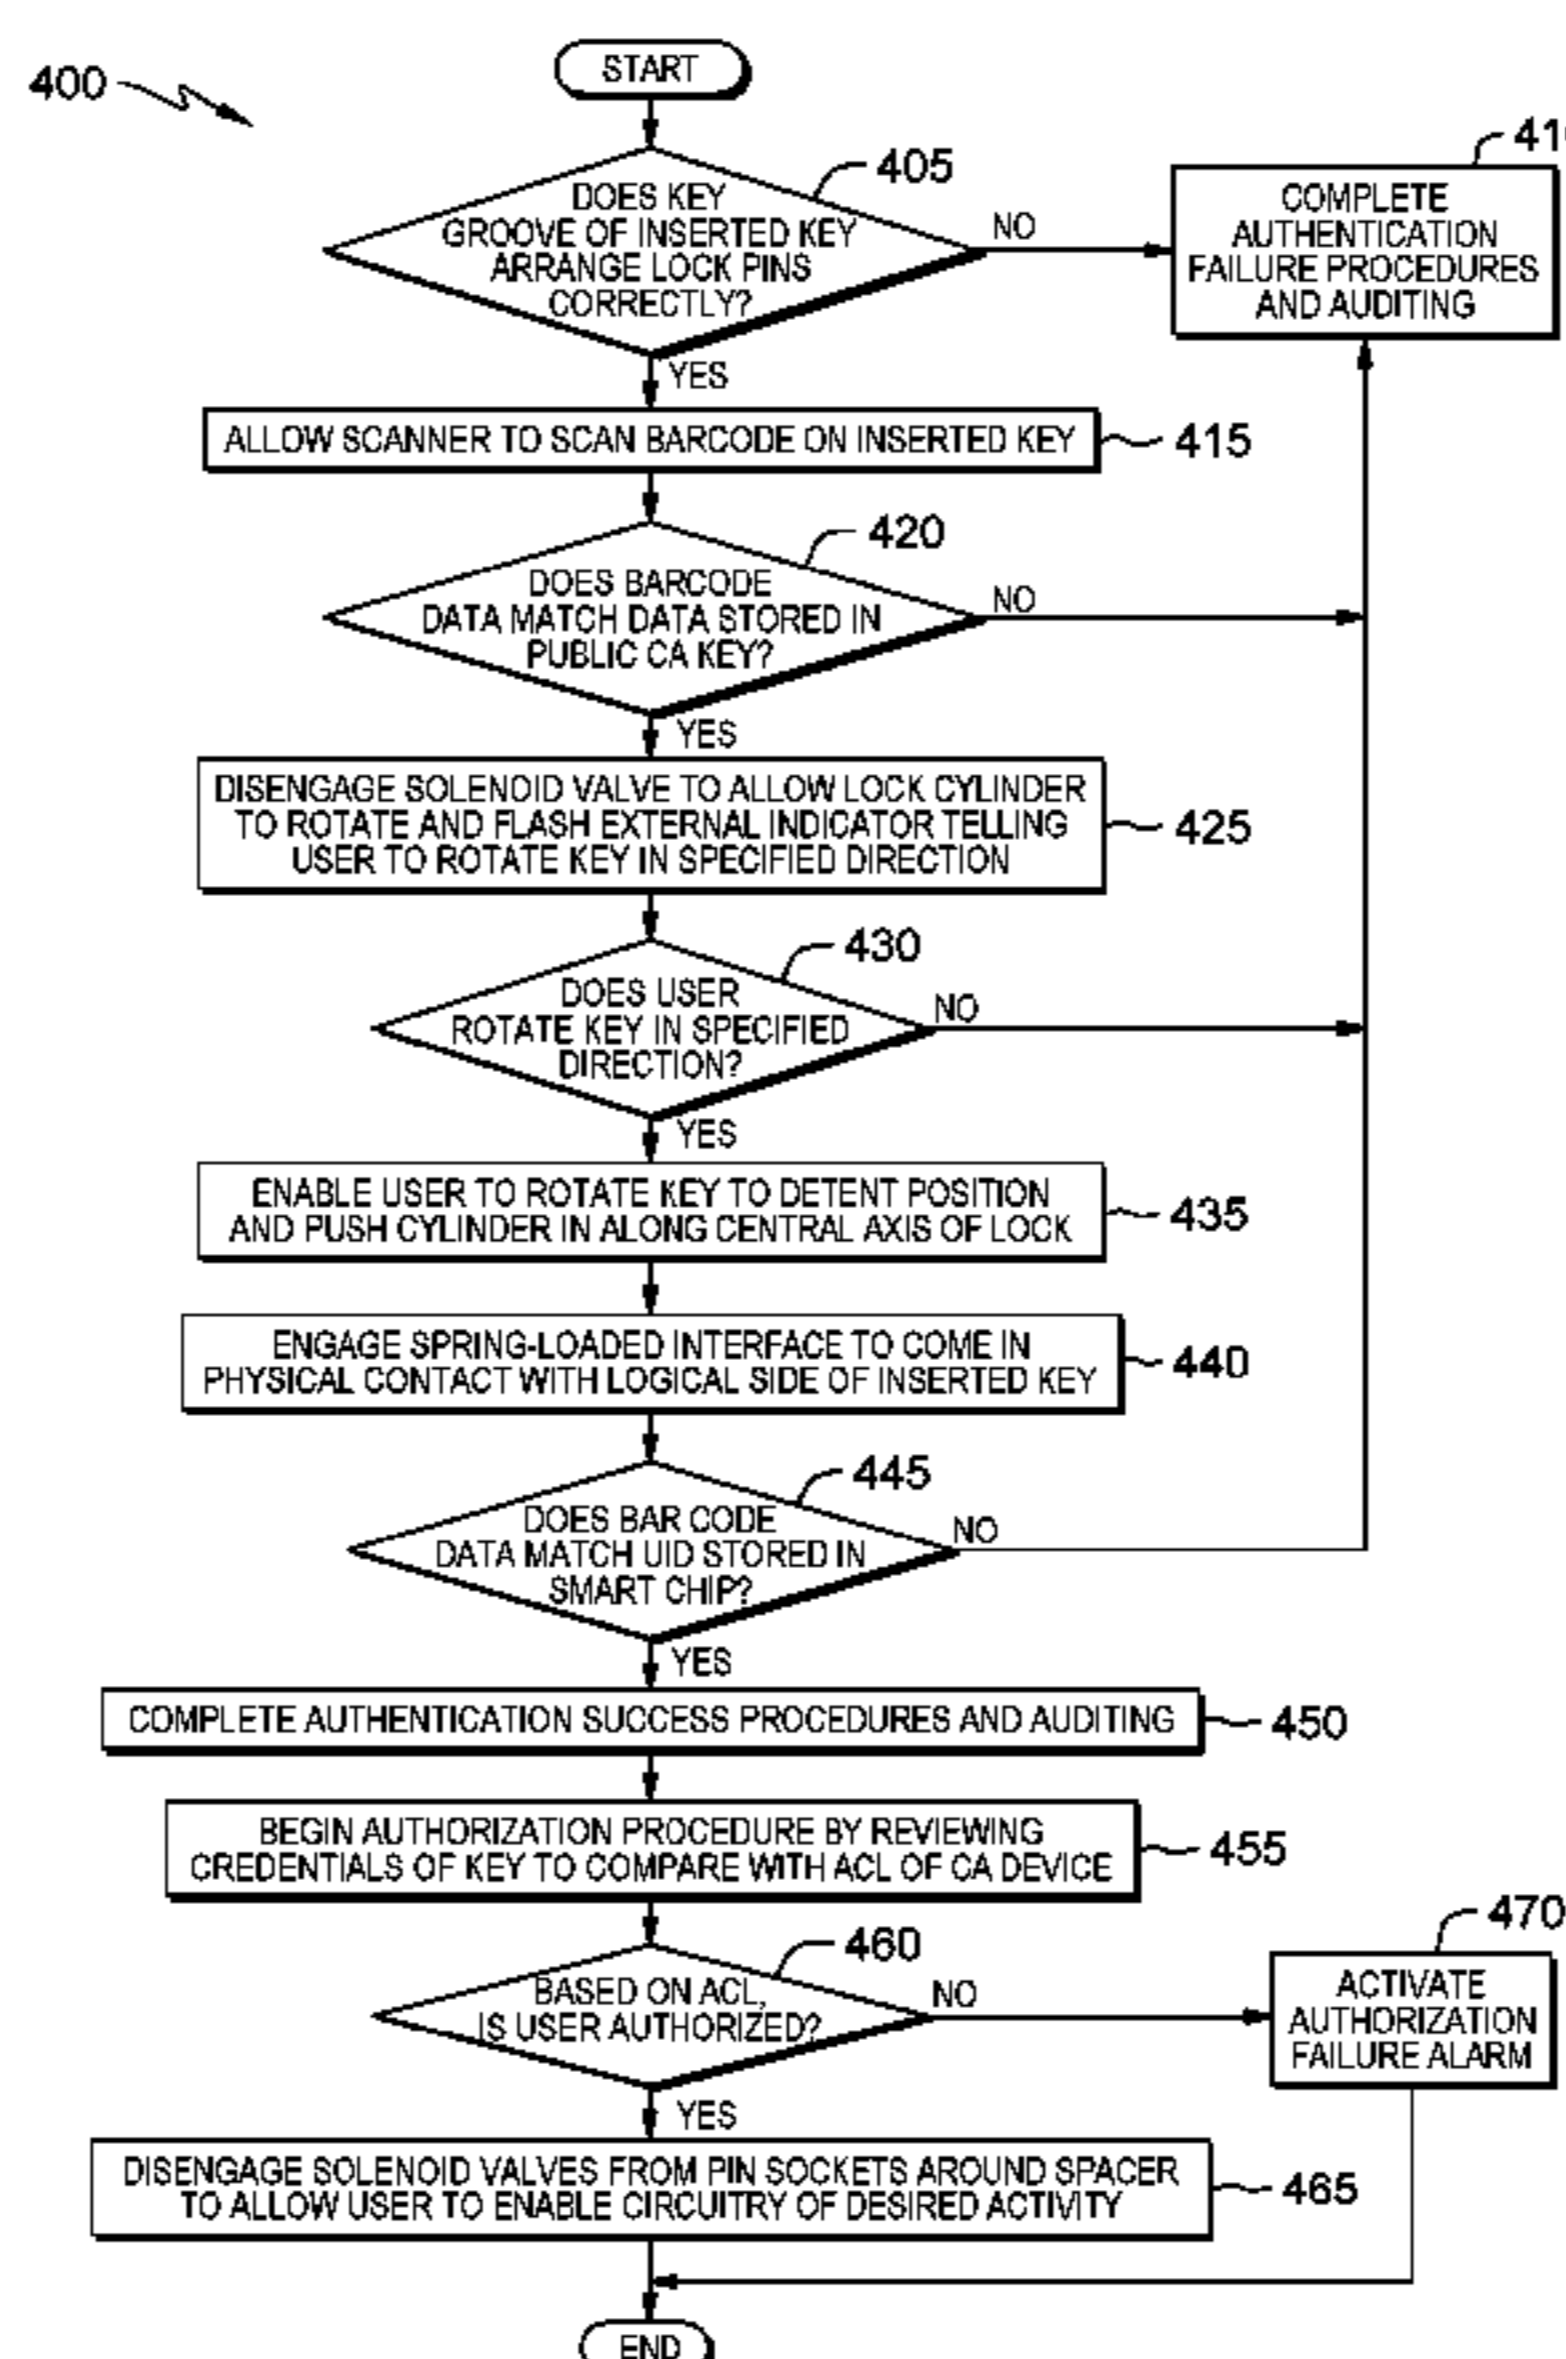 400
START
405
DOES KEY
GROOVE OF INSERTED KEY
ARRANGE LOCK PINS
CORRECTLY?
NO
YES
COMPLETE
AUTHENTICATION
FAILURE PROCEDURES
AND AUDITING
ALLOW SCANNER TO SCAN BARCODE ON INSERTED KEY
415
420
DOES BARCODE
DATA MATCH DATA STORED IN
PUBLIC CA KEY?
NO
YES
DISENGAGE SOLENOID VALVE TO ALLOW LOCK CYLINDER
TO ROTATE AND FLASH EXTERNAL INDICATOR TELLING
USER TO ROTATE KEY IN SPECIFIED DIRECTION
425
430
DOES USER
ROTATE KEY IN SPECIFIED
DIRECTION?
NO
YES
ENABLE USER TO ROTATE KEY TO DETENT POSITION
AND PUSH CYLINDER IN ALONG CENTRAL AXIS OF LOCK
435
ENGAGE SPRING-LOADED INTERFACE TO COME IN
PHYSICAL CONTACT WITH LOGICAL SIDE OF INSERTED KEY
440
445
DOES BAR CODE
DATA MATCH UID STORED IN
SMART CHIP?
NO
YES
COMPLETE AUTHENTICATION SUCCESS PROCEDURES AND AUDITING
450
BEGIN AUTHORIZATION PROCEDURE BY REVIEWING
CREDENTIALS OF KEY TO COMPARE WITH ACL OF CA DEVICE
455
460
BASED ON ACL,
IS USER AUTHORIZED?
NO
YES
470
ACTIVATE
AUTHORIZATION
FAILURE ALARM
DISENGAGE SOLENOID VALVES FROM PIN SOCKETS AROUND SPACER
TO ALLOW USER TO ENABLE CIRCUITRY OF DESIRED ACTIVITY
465
END